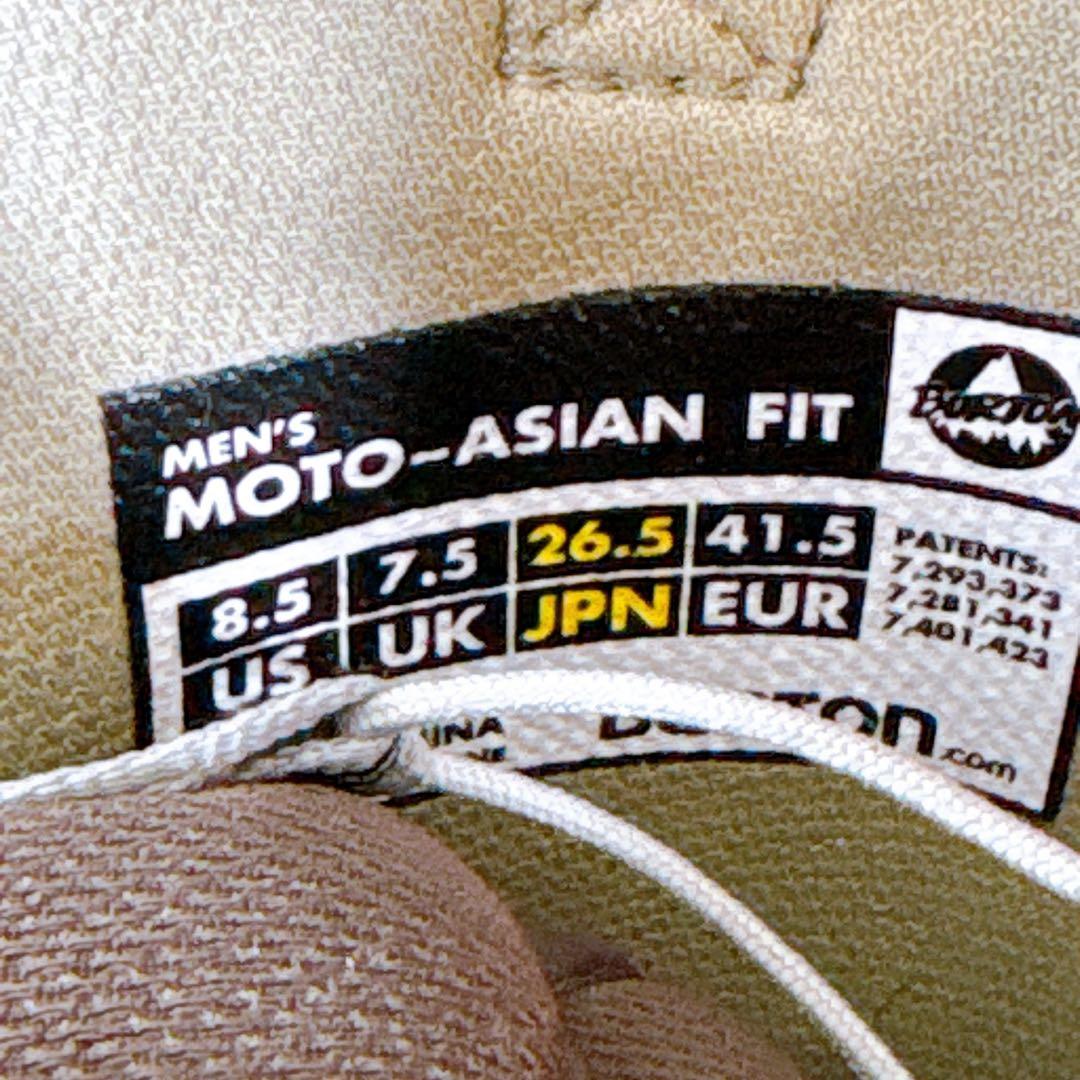 MEN'S
MOTO-ASIAN FIT
BURTON
8.5 7.5 26.5 41.5
US UK JPN EUR
PATENTS:
7,293,373
7,281,341
7,401,423
.com